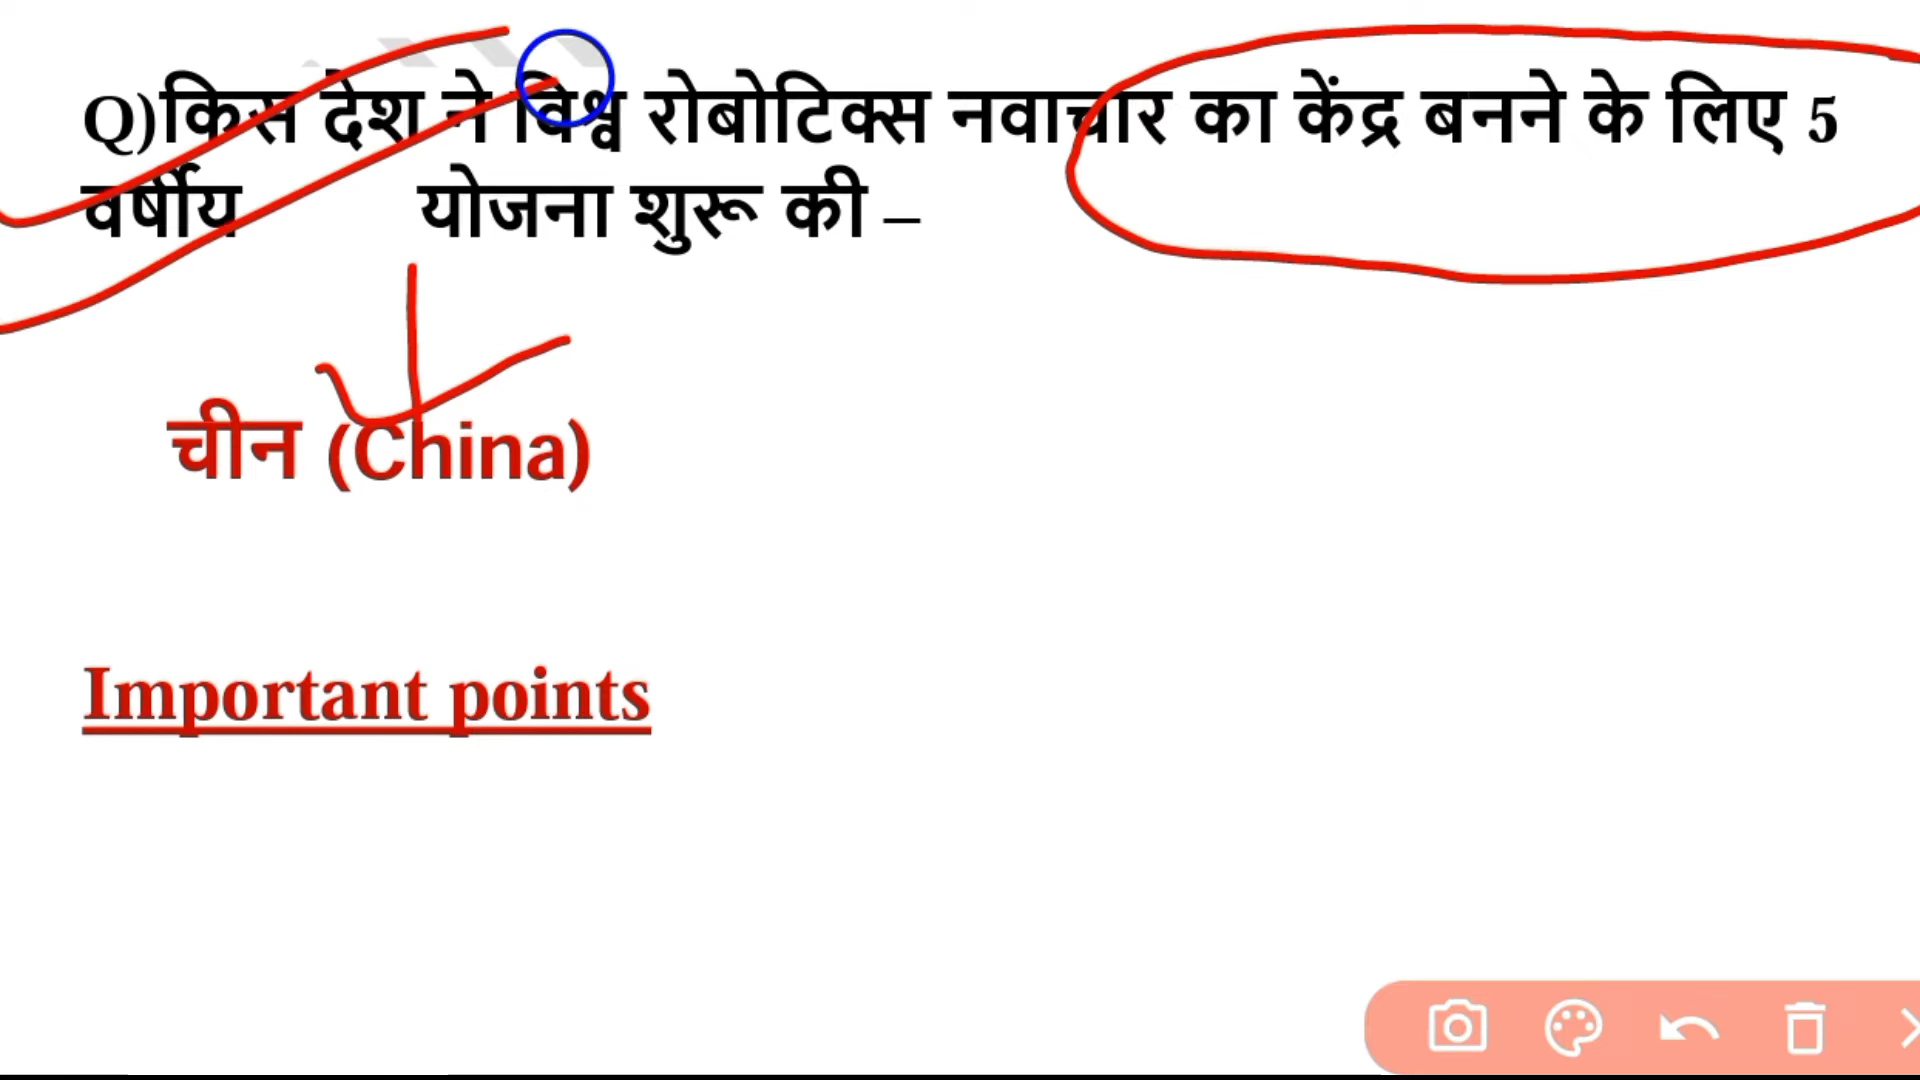 Q)किस देश ने विश्व रोबोटिक्स नवाचार का केंद्र बनने के लिए 5
वर्षीय योजना शुरू की –
चीन (China)
Important points